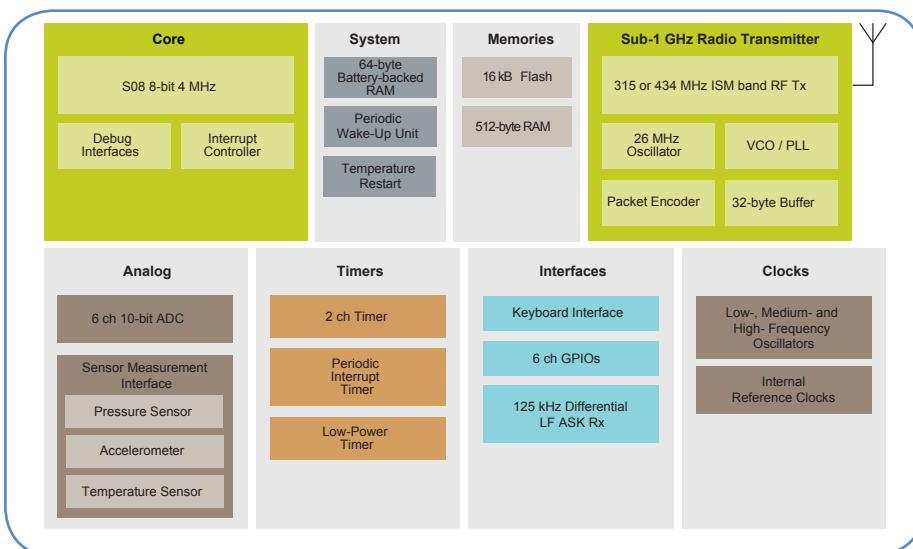 Core
S08 8-bit 4 MHz
Debug
Interfaces
Interrupt
Controller
System
64-byte
Battery-backed
RAM
Periodic
Wake-Up Unit
Temperature
Restart
Memories
16 kB Flash
512-byte RAM
Sub-1 GHz Radio Transmitter
315 or 434 MHz ISM band RF Tx
26 MHz
Oscillator
VCO / PLL
Packet Encoder
32-byte Buffer
Analog
6 ch 10-bit ADC
Sensor Measurement
Interface
Pressure Sensor
Accelerometer
Temperature Sensor
Timers
2 ch Timer
Periodic
Interrupt
Timer
Low-Power
Timer
Interfaces
Keyboard Interface
6 ch GPIOs
125 kHz Differential
LF ASK Rx
Clocks
Low-, Medium- and
High- Frequency
Oscillators
Internal
Reference Clocks